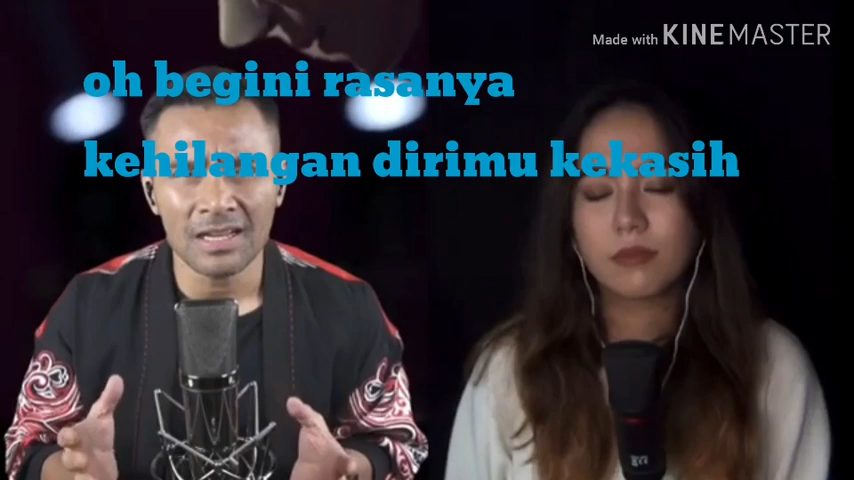 Made with KINEMASTER
oh begini rasanya
kehilangan dirimu kekasih